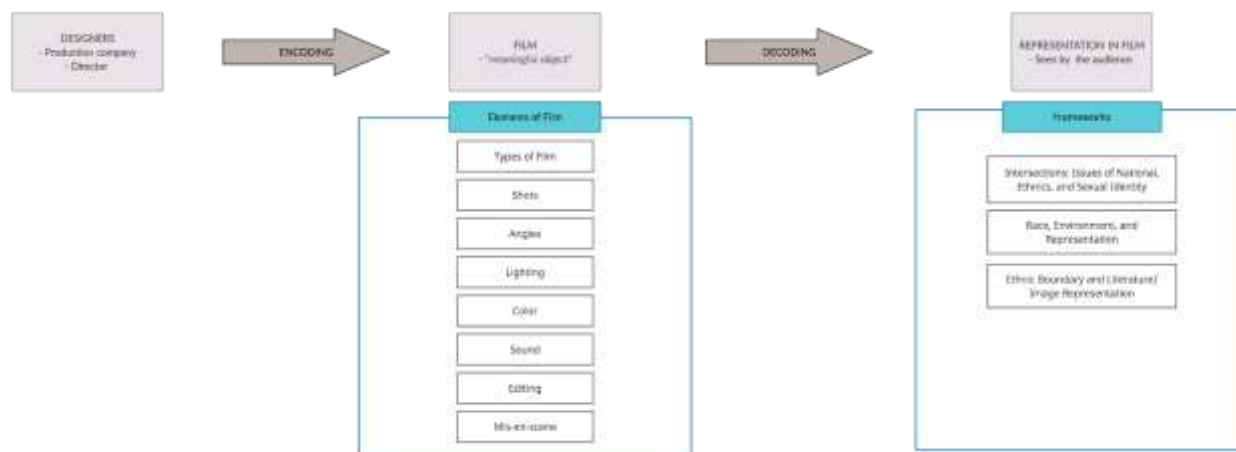 DESIGNERS
- Production company
- Director
ENCODING
FILM
- "meaningful object"
DECODING
REPRESENTATION IN FILM
- Seen by the audience
Elements of Film
Types of Film
Shots
Angles
Lighting
Color
Sound
Editing
Mis-en-scene
Frameworks
Intersections: Issues of National,
Ethnics, and Sexual Identity
Race, Environment, and
Representation
Ethnic Boundary and Literature/
Image Representation